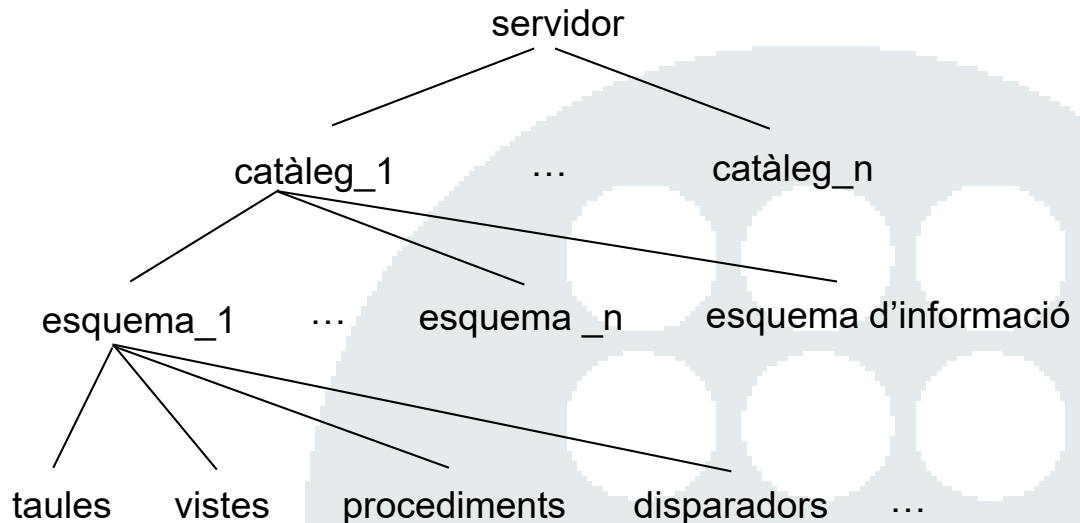 servidor
catàleg_1 … catàleg_n
esquema_1 … esquema _n esquema d’informació
taules vistes procediments disparadors …